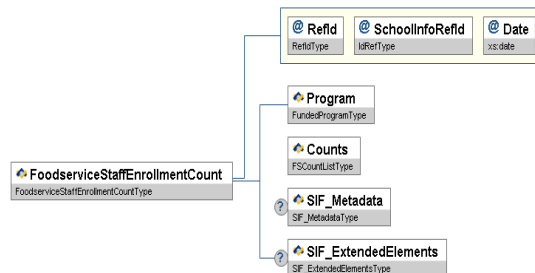 @ RefId
RefIdType
@ SchoolInfoRefId
IdRefType
@ Date
xs:date
Program
FundedProgramType
Counts
FSCountListType
FoodserviceStaffEnrollmentCount
FoodserviceStaffEnrollmentCountType
? SIF_Metadata
SIF_MetadataType
? SIF_ExtendedElements
SIF_ExtendedElementsType